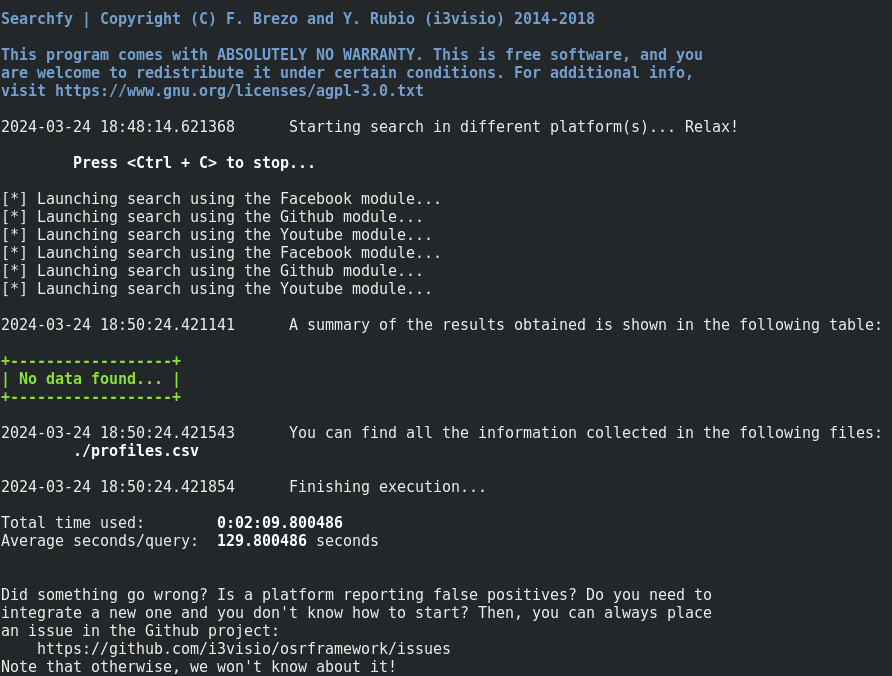 Searchfy | Copyright (C) F. Brezo and Y. Rubio (i3visio) 2014-2018
This program comes with ABSOLUTELY NO WARRANTY. This is free software, and you
are welcome to redistribute it under certain conditions. For additional info,
visit https://www.gnu.org/licenses/agpl-3.0.txt
2024-03-24 18:48:14.621368      Starting search in different platform(s)... Relax!
        Press <Ctrl + C> to stop...
[*] Launching search using the Facebook module...
[*] Launching search using the Github module...
[*] Launching search using the Youtube module...
[*] Launching search using the Facebook module...
[*] Launching search using the Github module...
[*] Launching search using the Youtube module...
2024-03-24 18:50:24.421141      A summary of the results obtained is shown in the following table:
+------------------+
| No data found... |
+------------------+
2024-03-24 18:50:24.421543      You can find all the information collected in the following files:
        ./profiles.csv
2024-03-24 18:50:24.421854      Finishing execution...
Total time used:        0:02:09.800486
Average seconds/query:  129.800486 seconds
Did something go wrong? Is a platform reporting false positives? Do you need to
integrate a new one and you don't know how to start? Then, you can always place
an issue in the Github project:
    https://github.com/i3visio/osrframework/issues
Note that otherwise, we won't know about it!